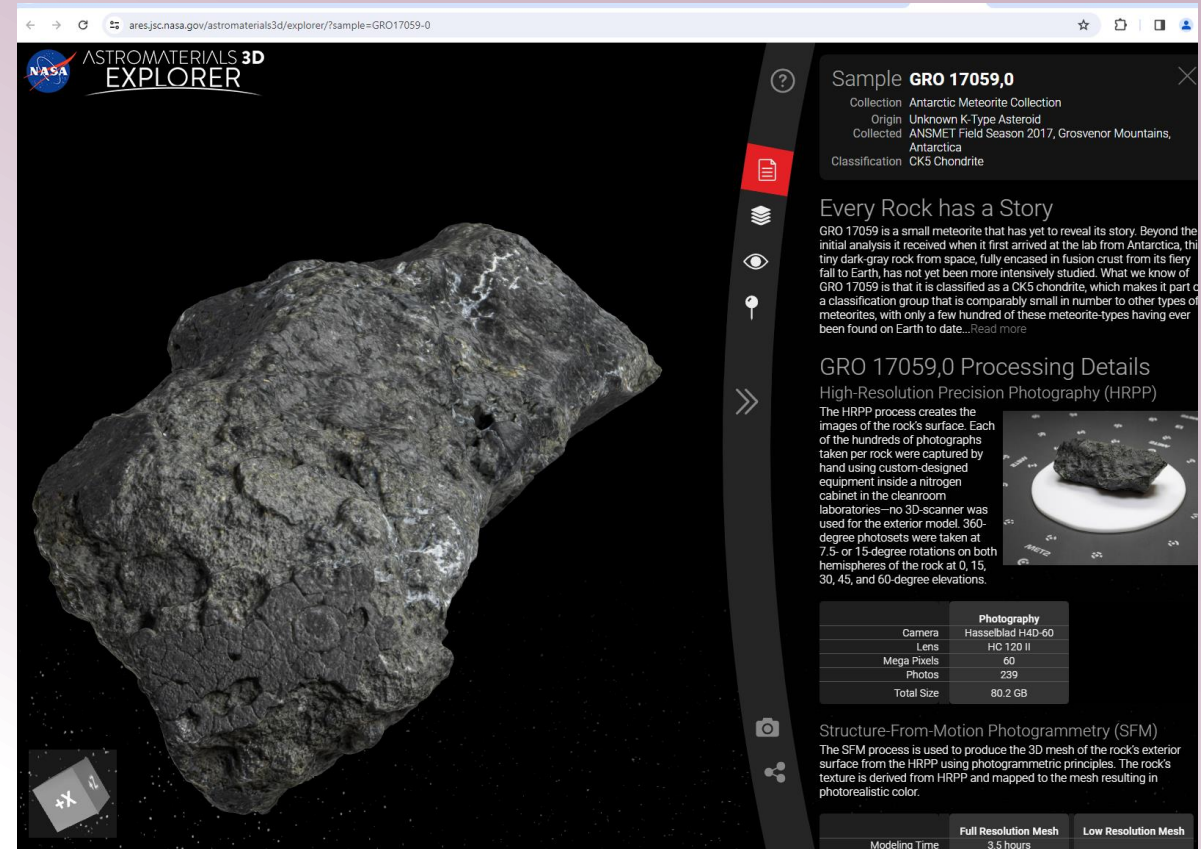 ares.jsc.nasa.gov/astromaterials3d/explorer/?sample=GRO17059-0
NASA
ASTROMATERIALS 3D
EXPLORER
?
Sample GRO 17059,0
Collection Antarctic Meteorite Collection
Origin Unknown K-Type Asteroid
Collected ANSMET Field Season 2017, Grosvenor Mountains,
Antarctica
Classification CK5 Chondrite
Every Rock has a Story
GRO 17059 is a small meteorite that has yet to reveal its story. Beyond the
initial analysis it received when it first arrived at the lab from Antarctica, thi
tiny dark-gray rock from space, fully encased in fusion crust from its fiery
fall to Earth, has not yet been more intensively studied. What we know of
GRO 17059 is that it is classified as a CK5 chondrite, which makes it part o
a classification group that is comparably small in number to other types of
meteorites, with only a few hundred of these meteorite-types having ever
been found on Earth to date...Read more
GRO 17059,0 Processing Details
High-Resolution Precision Photography (HRPP)
The HRPP process creates the
images of the rock's surface. Each
of the hundreds of photographs
taken per rock were captured by
hand using custom-designed
equipment inside a nitrogen
cabinet in the cleanroom
laboratories—no 3D-scanner was
used for the exterior model. 360-
degree photosets were taken at
7.5- or 15-degree rotations on both
hemispheres of the rock at 0, 15,
30, 45, and 60-degree elevations.
Photography
Camera Hasselblad H4D-60
Lens HC 120 II
Mega Pixels 60
Photos 239
Total Size 80.2 GB
Structure-From-Motion Photogrammetry (SFM)
The SFM process is used to produce the 3D mesh of the rock's exterior
surface from the HRPP using photogrammetric principles. The rock's
texture is derived from HRPP and mapped to the mesh resulting in
photorealistic color.
Full Resolution Mesh Low Resolution Mesh
Modeling Time 3.5 hours
+X